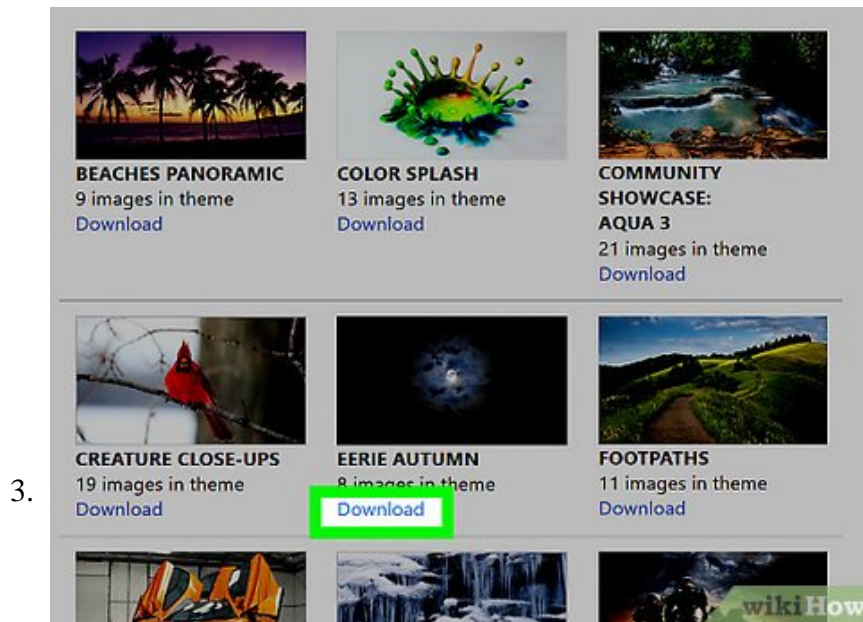 BEACHES PANORAMIC
9 images in theme
Download
COLOR SPLASH
13 images in theme
Download
COMMUNITY
SHOWCASE:
AQUA 3
21 images in theme
Download
3.
CREATURE CLOSE-UPS
19 images in theme
Download
EERIE AUTUMN
8 images in theme
Download
FOOTPATHS
11 images in theme
Download
wikiHow